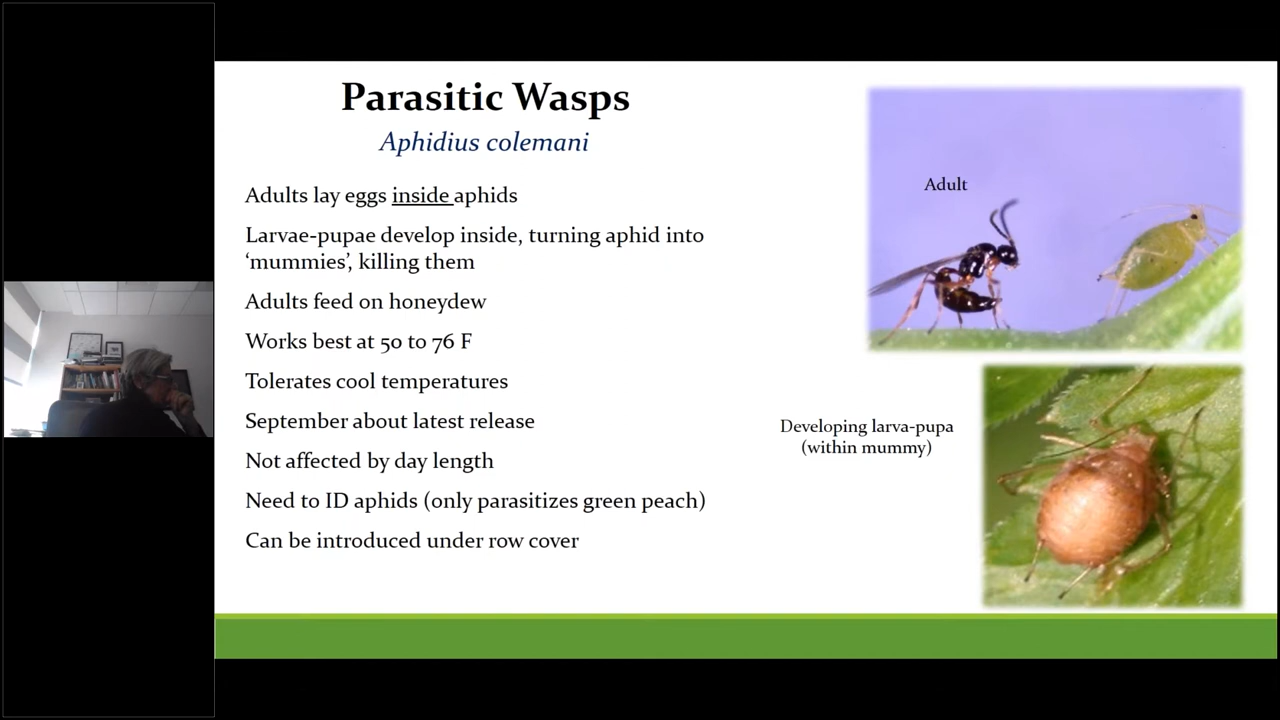 Parasitic Wasps
Aphidius colemani
Adults lay eggs inside aphids
Larvae-pupae develop inside, turning aphid into
‘mummies’, killing them
Adults feed on honeydew
Works best at 50 to 76 F
Tolerates cool temperatures
September about latest release
Not affected by day length
Need to ID aphids (only parasitizes green peach)
Can be introduced under row cover
Adult
Developing larva-pupa
(within mummy)